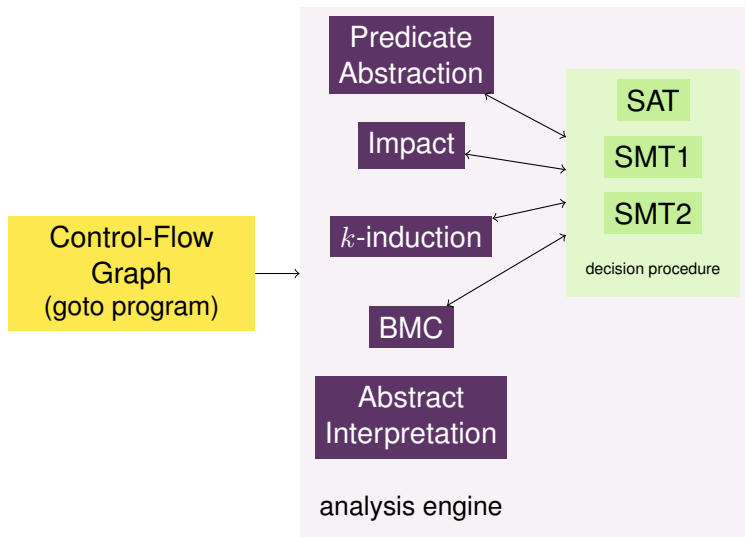 Control-Flow
Graph
(goto program)
Predicate
Abstraction
Impact
k-induction
BMC
Abstract
Interpretation
analysis engine
SAT
SMT1
SMT2
decision procedure